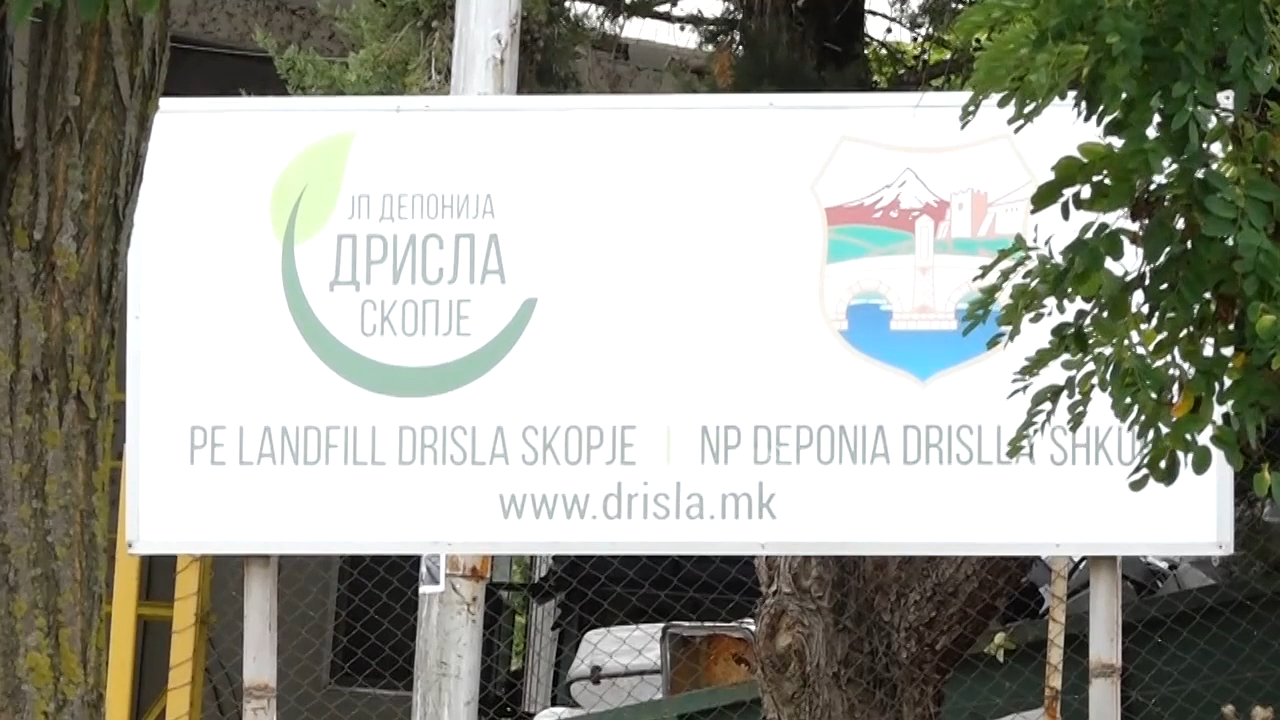 ЈП ДЕПОНИЈА
ДРИСЛА
СКОПЈЕ
PE LANDFILL DRISLA SKOPJE | NP DEPONIA DRISLLA
www.drisla.mk